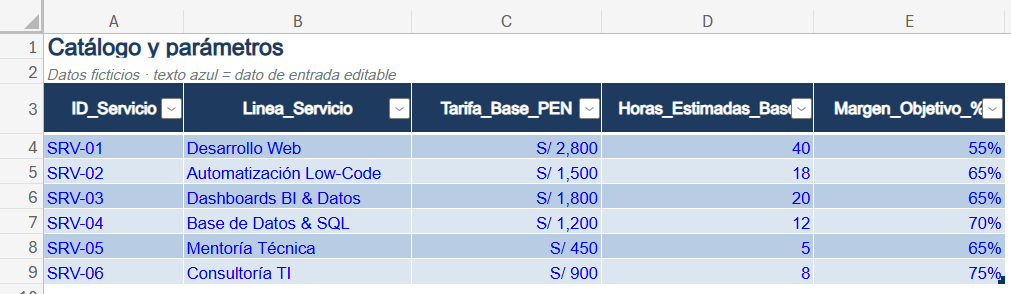 A B C D E
1 Catálogo y parámetros
2 Datos ficticios · texto azul = dato de entrada editable
3 ID_Servicio Linea_Servicio Tarifa_Base_PEN Horas_Estimadas_Base Margen_Objetivo_%
4 SRV-01 Desarrollo Web S/ 2,800 40 55%
5 SRV-02 Automatización Low-Code S/ 1,500 18 65%
6 SRV-03 Dashboards BI & Datos S/ 1,800 20 65%
7 SRV-04 Base de Datos & SQL S/ 1,200 12 70%
8 SRV-05 Mentoría Técnica S/ 450 5 65%
9 SRV-06 Consultoría TI S/ 900 8 75%